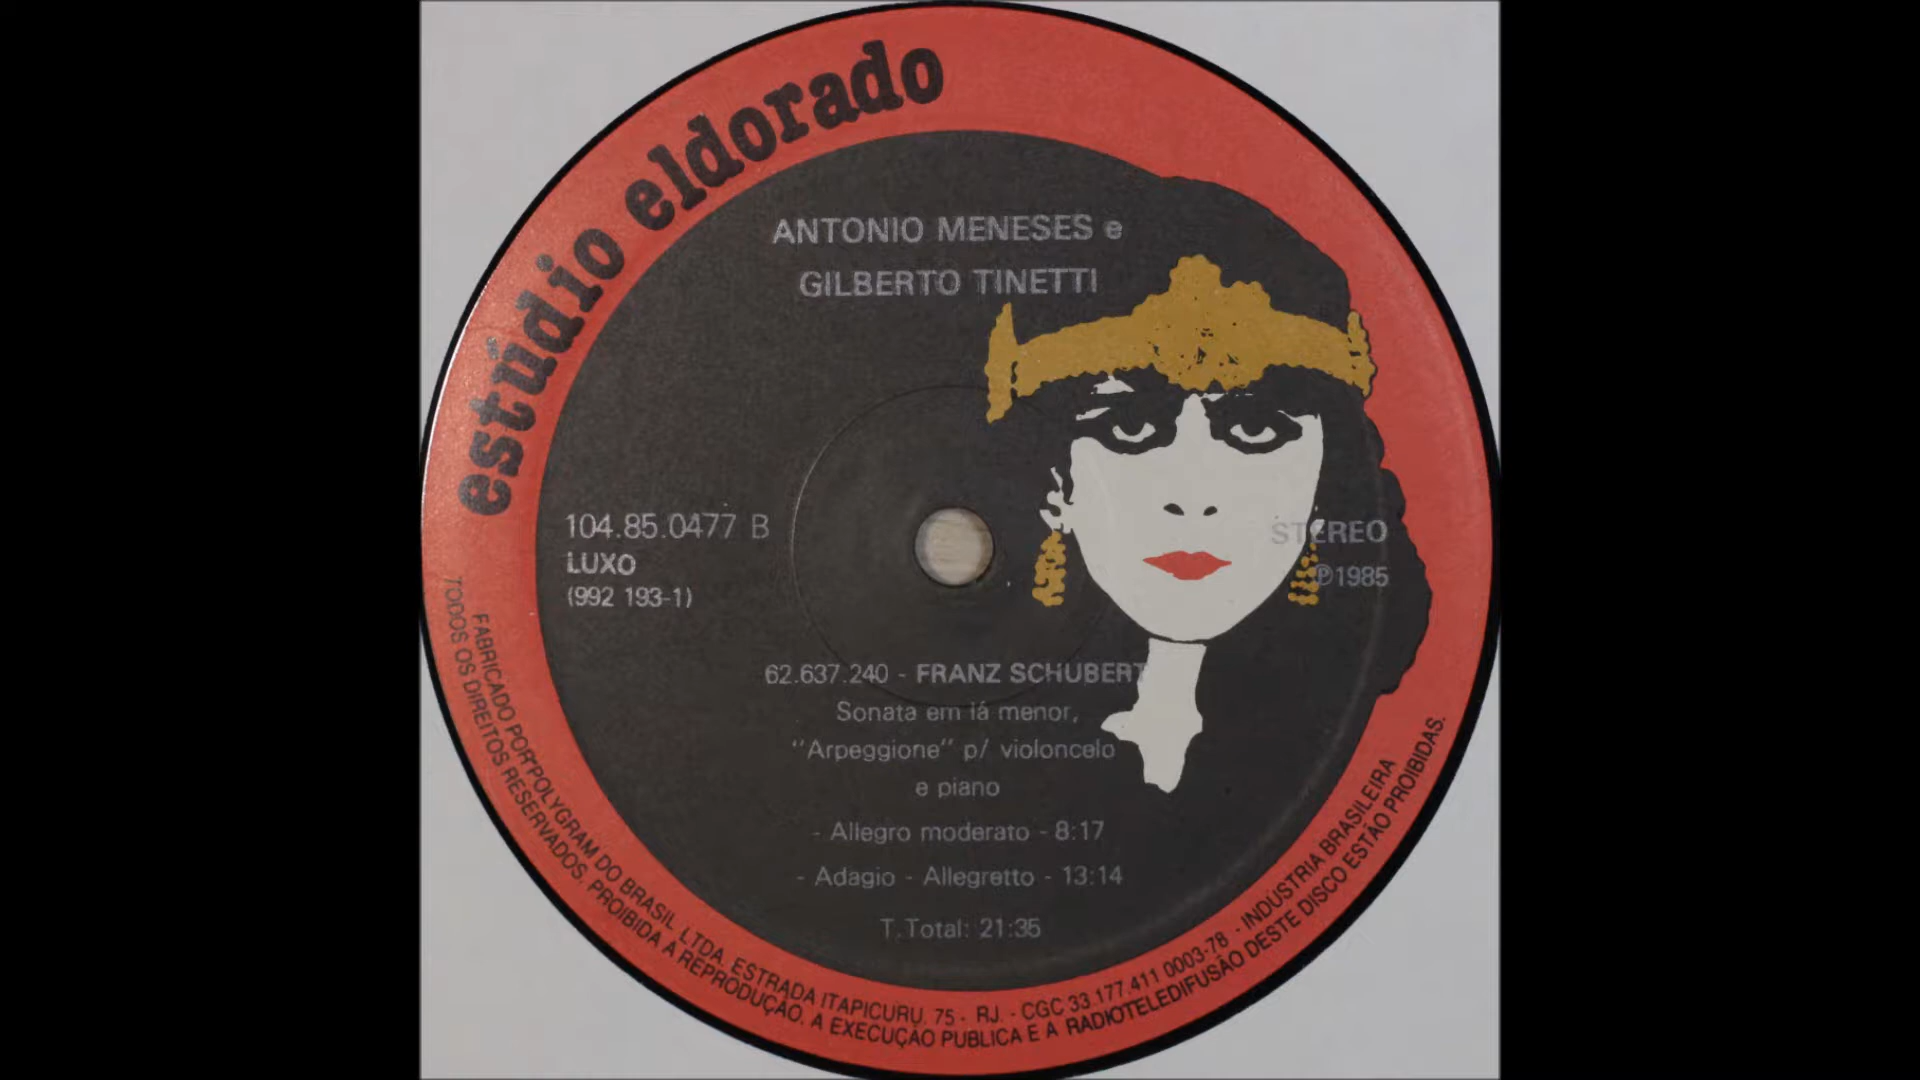 estúdio eldorado
ANTONIO MENESES e
GILBERTO TINETTI
104.85.0477 B
LUXO
(992 193-1)
STEREO
℗1985
62.637.240 - FRANZ SCHUBERT
Sonata em lá menor,
"Arpeggione" p/ violoncelo
e piano
- Allegro moderato - 8:17
- Adagio - Allegretto - 13:14
T.Total: 21:35
FABRICADO POR POLYGRAM DO BRASIL LTDA. ESTRADA ITAPICURU, 75 - RJ. - CGC 33.177.411 0003-78 - INDÚSTRIA BRASILEIRA
TODOS OS DIREITOS RESERVADOS. PROIBIDA A REPRODUÇÃO. A EXECUÇÃO PUBLICA E A RADIOTELEDIFUSÃO DESTE DISCO ESTÃO PROIBIDAS.